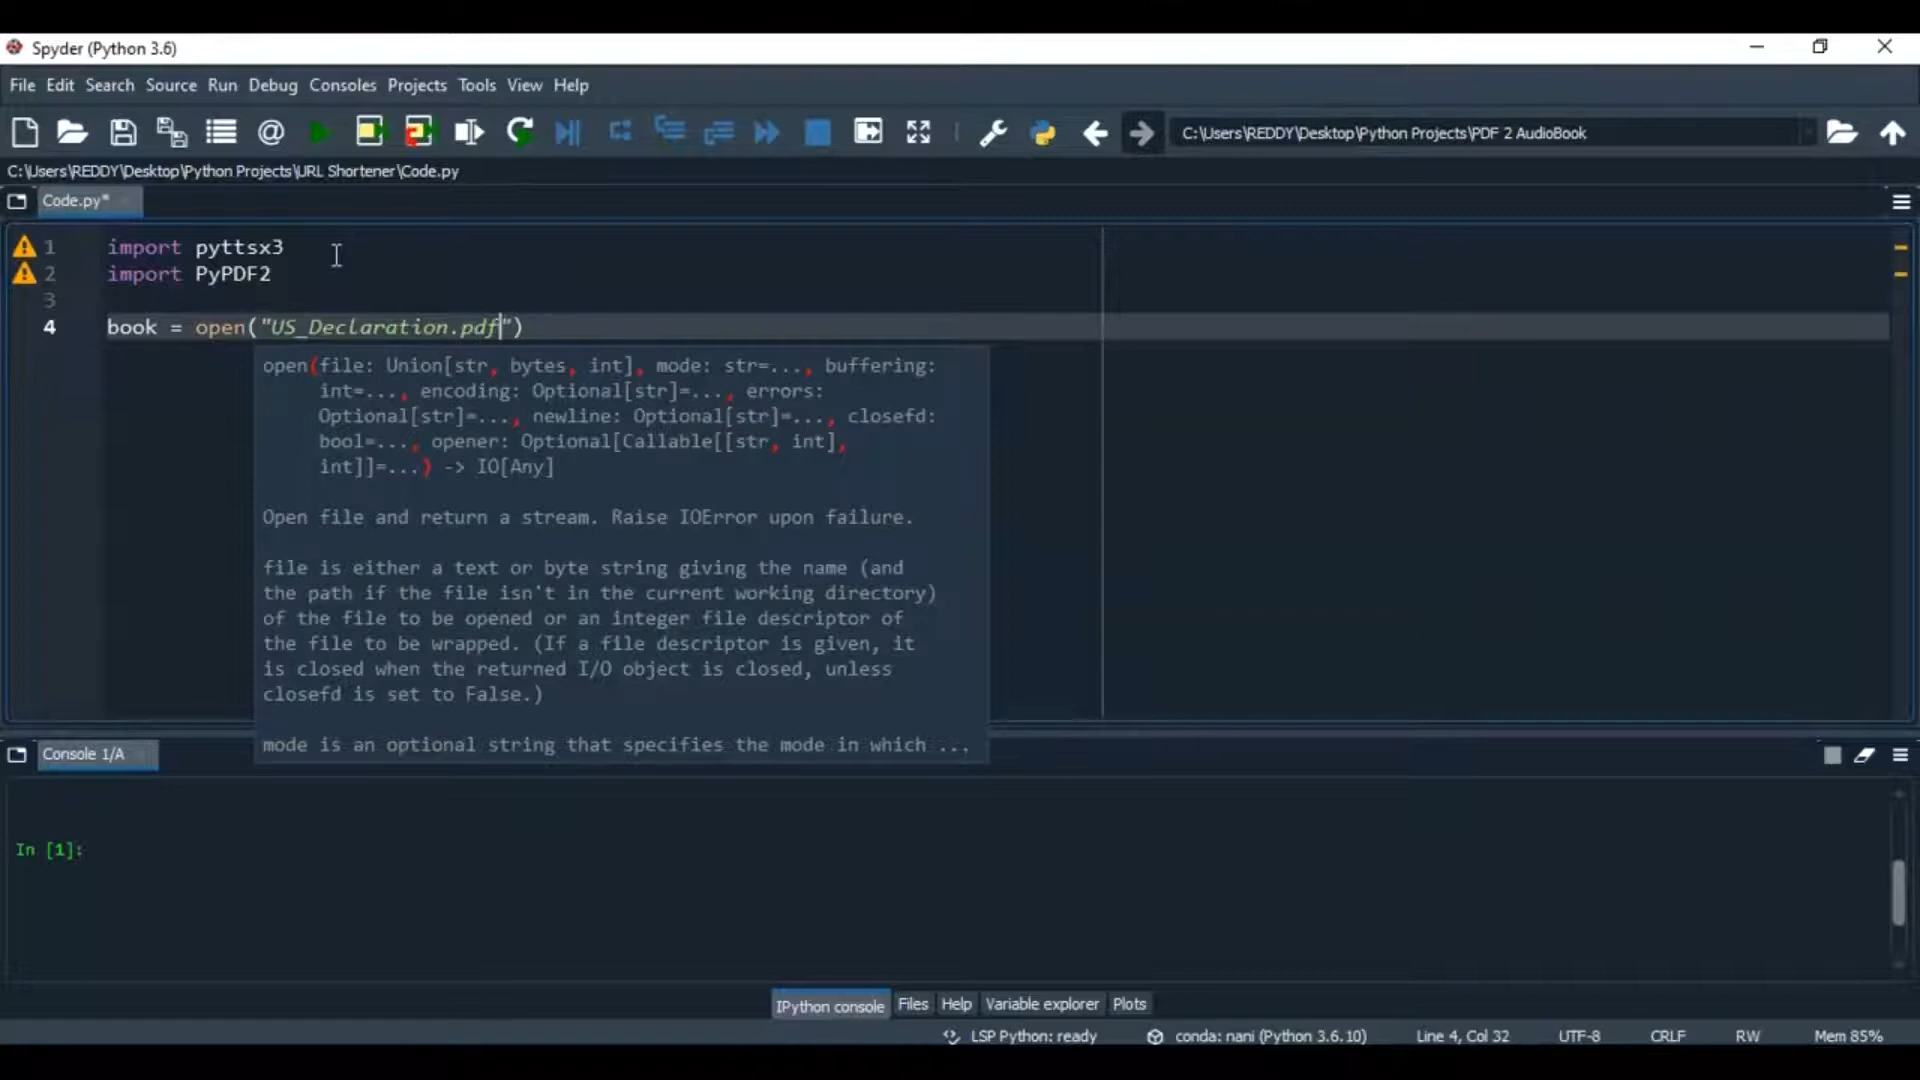 Spyder (Python 3.6)
File Edit Search Source Run Debug Consoles Projects Tools View Help
C:\Users\REDDY\Desktop\Python Projects\PDF 2 AudioBook
C:\Users\REDDY\Desktop\Python Projects\URL Shortener\Code.py
Code.py*
1 import pyttsx3
2 import PyPDF2
3
4 book = open("US_Declaration.pdf")
open(file: Union[str, bytes, int], mode: str=..., buffering:
int=..., encoding: Optional[str]=..., errors:
Optional[str]=..., newline: Optional[str]=..., closefd:
bool=..., opener: Optional[Callable[[str, int],
int]]=...) -> IO[Any]
Open file and return a stream. Raise IOError upon failure.
file is either a text or byte string giving the name (and
the path if the file isn't in the current working directory)
of the file to be opened or an integer file descriptor of
the file to be wrapped. (If a file descriptor is given, it
is closed when the returned I/O object is closed, unless
closefd is set to False.)
mode is an optional string that specifies the mode in which ...
Console 1/A
In [1]:
IPython console Files Help Variable explorer Plots
LSP Python: ready conda: nani (Python 3.6.10) Line 4, Col 32 UTF-8 CRLF RW Mem 85%